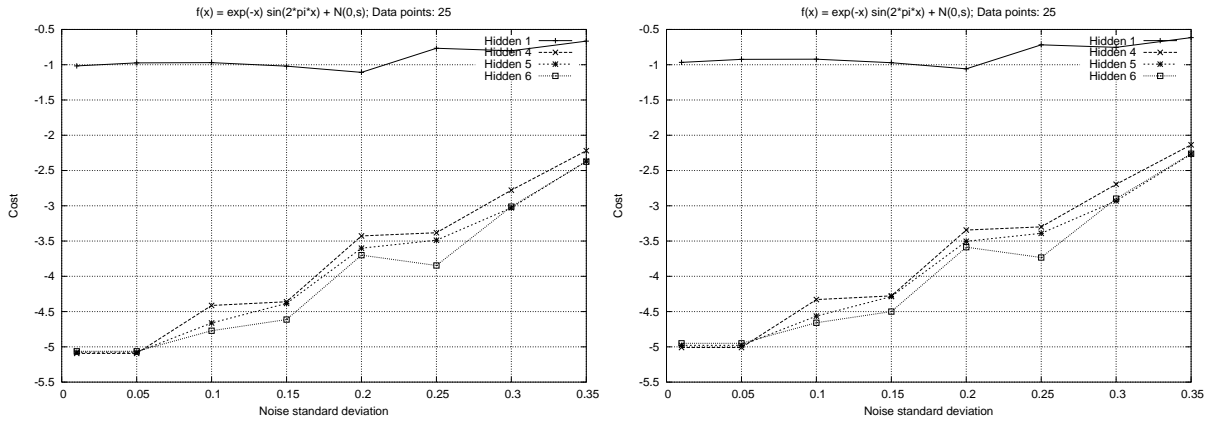 f(x) = exp(-x) sin(2*pi*x) + N(0,s); Data points: 25
-0.5
-1
-1.5
-2
-2.5
-3
-3.5
-4
-4.5
-5
-5.5
Cost
Hidden 1
Hidden 4
Hidden 5
Hidden 6
0 0.05 0.1 0.15 0.2 0.25 0.3 0.35
Noise standard deviation
f(x) = exp(-x) sin(2*pi*x) + N(0,s); Data points: 25
-0.5
-1
-1.5
-2
-2.5
-3
-3.5
-4
-4.5
-5
-5.5
Cost
Hidden 1
Hidden 4
Hidden 5
Hidden 6
0 0.05 0.1 0.15 0.2 0.25 0.3 0.35
Noise standard deviation